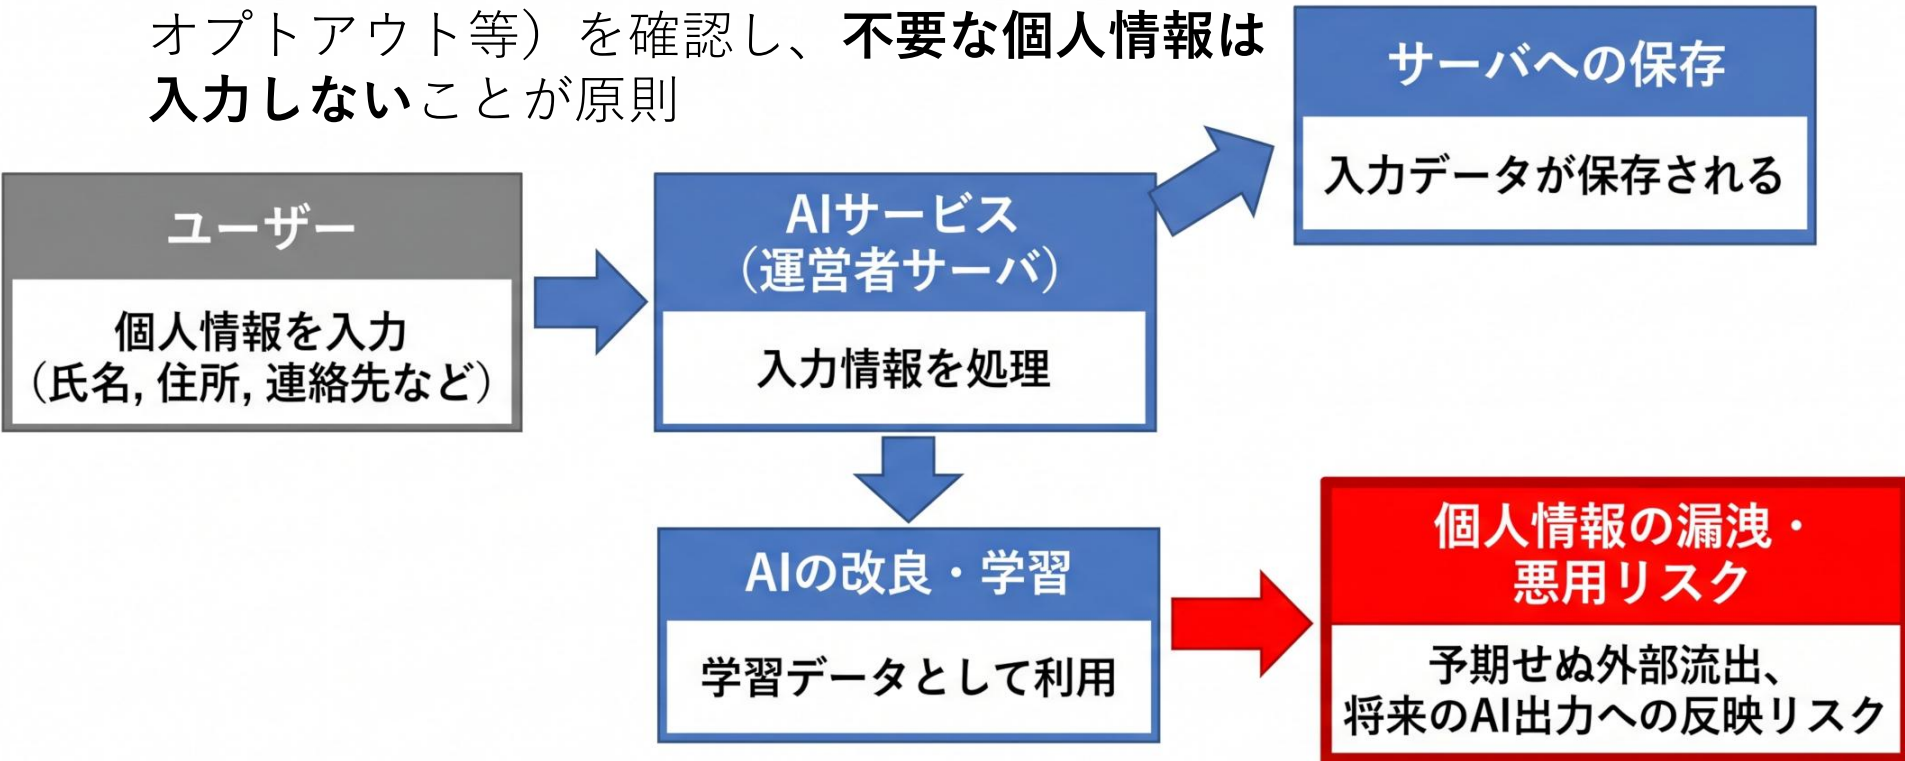 オプトアウト等）を確認し、不要な個人情報は
入力しないことが原則
サーバへの保存
入力データが保存される
ユーザー
個人情報を入力
（氏名, 住所, 連絡先など）
AIサービス
（運営者サーバ）
入力情報を処理
AIの改良・学習
学習データとして利用
個人情報の漏洩・
悪用リスク
予期せぬ外部流出、
将来のAI出力への反映リスク